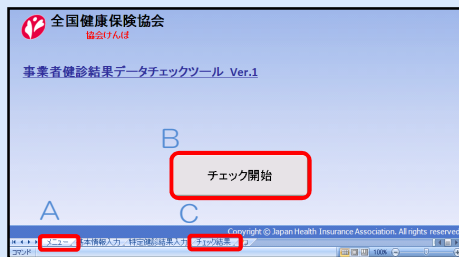 全国健康保険協会
協会けんぽ
事業者健診結果データチェックツール Ver.1
B
チェック開始
A
C
Copyright © Japan Health Insurance Association. All rights reserved
メニュー 基本情報入力 特定健診結果入力 チェック結果
コマンド 100%